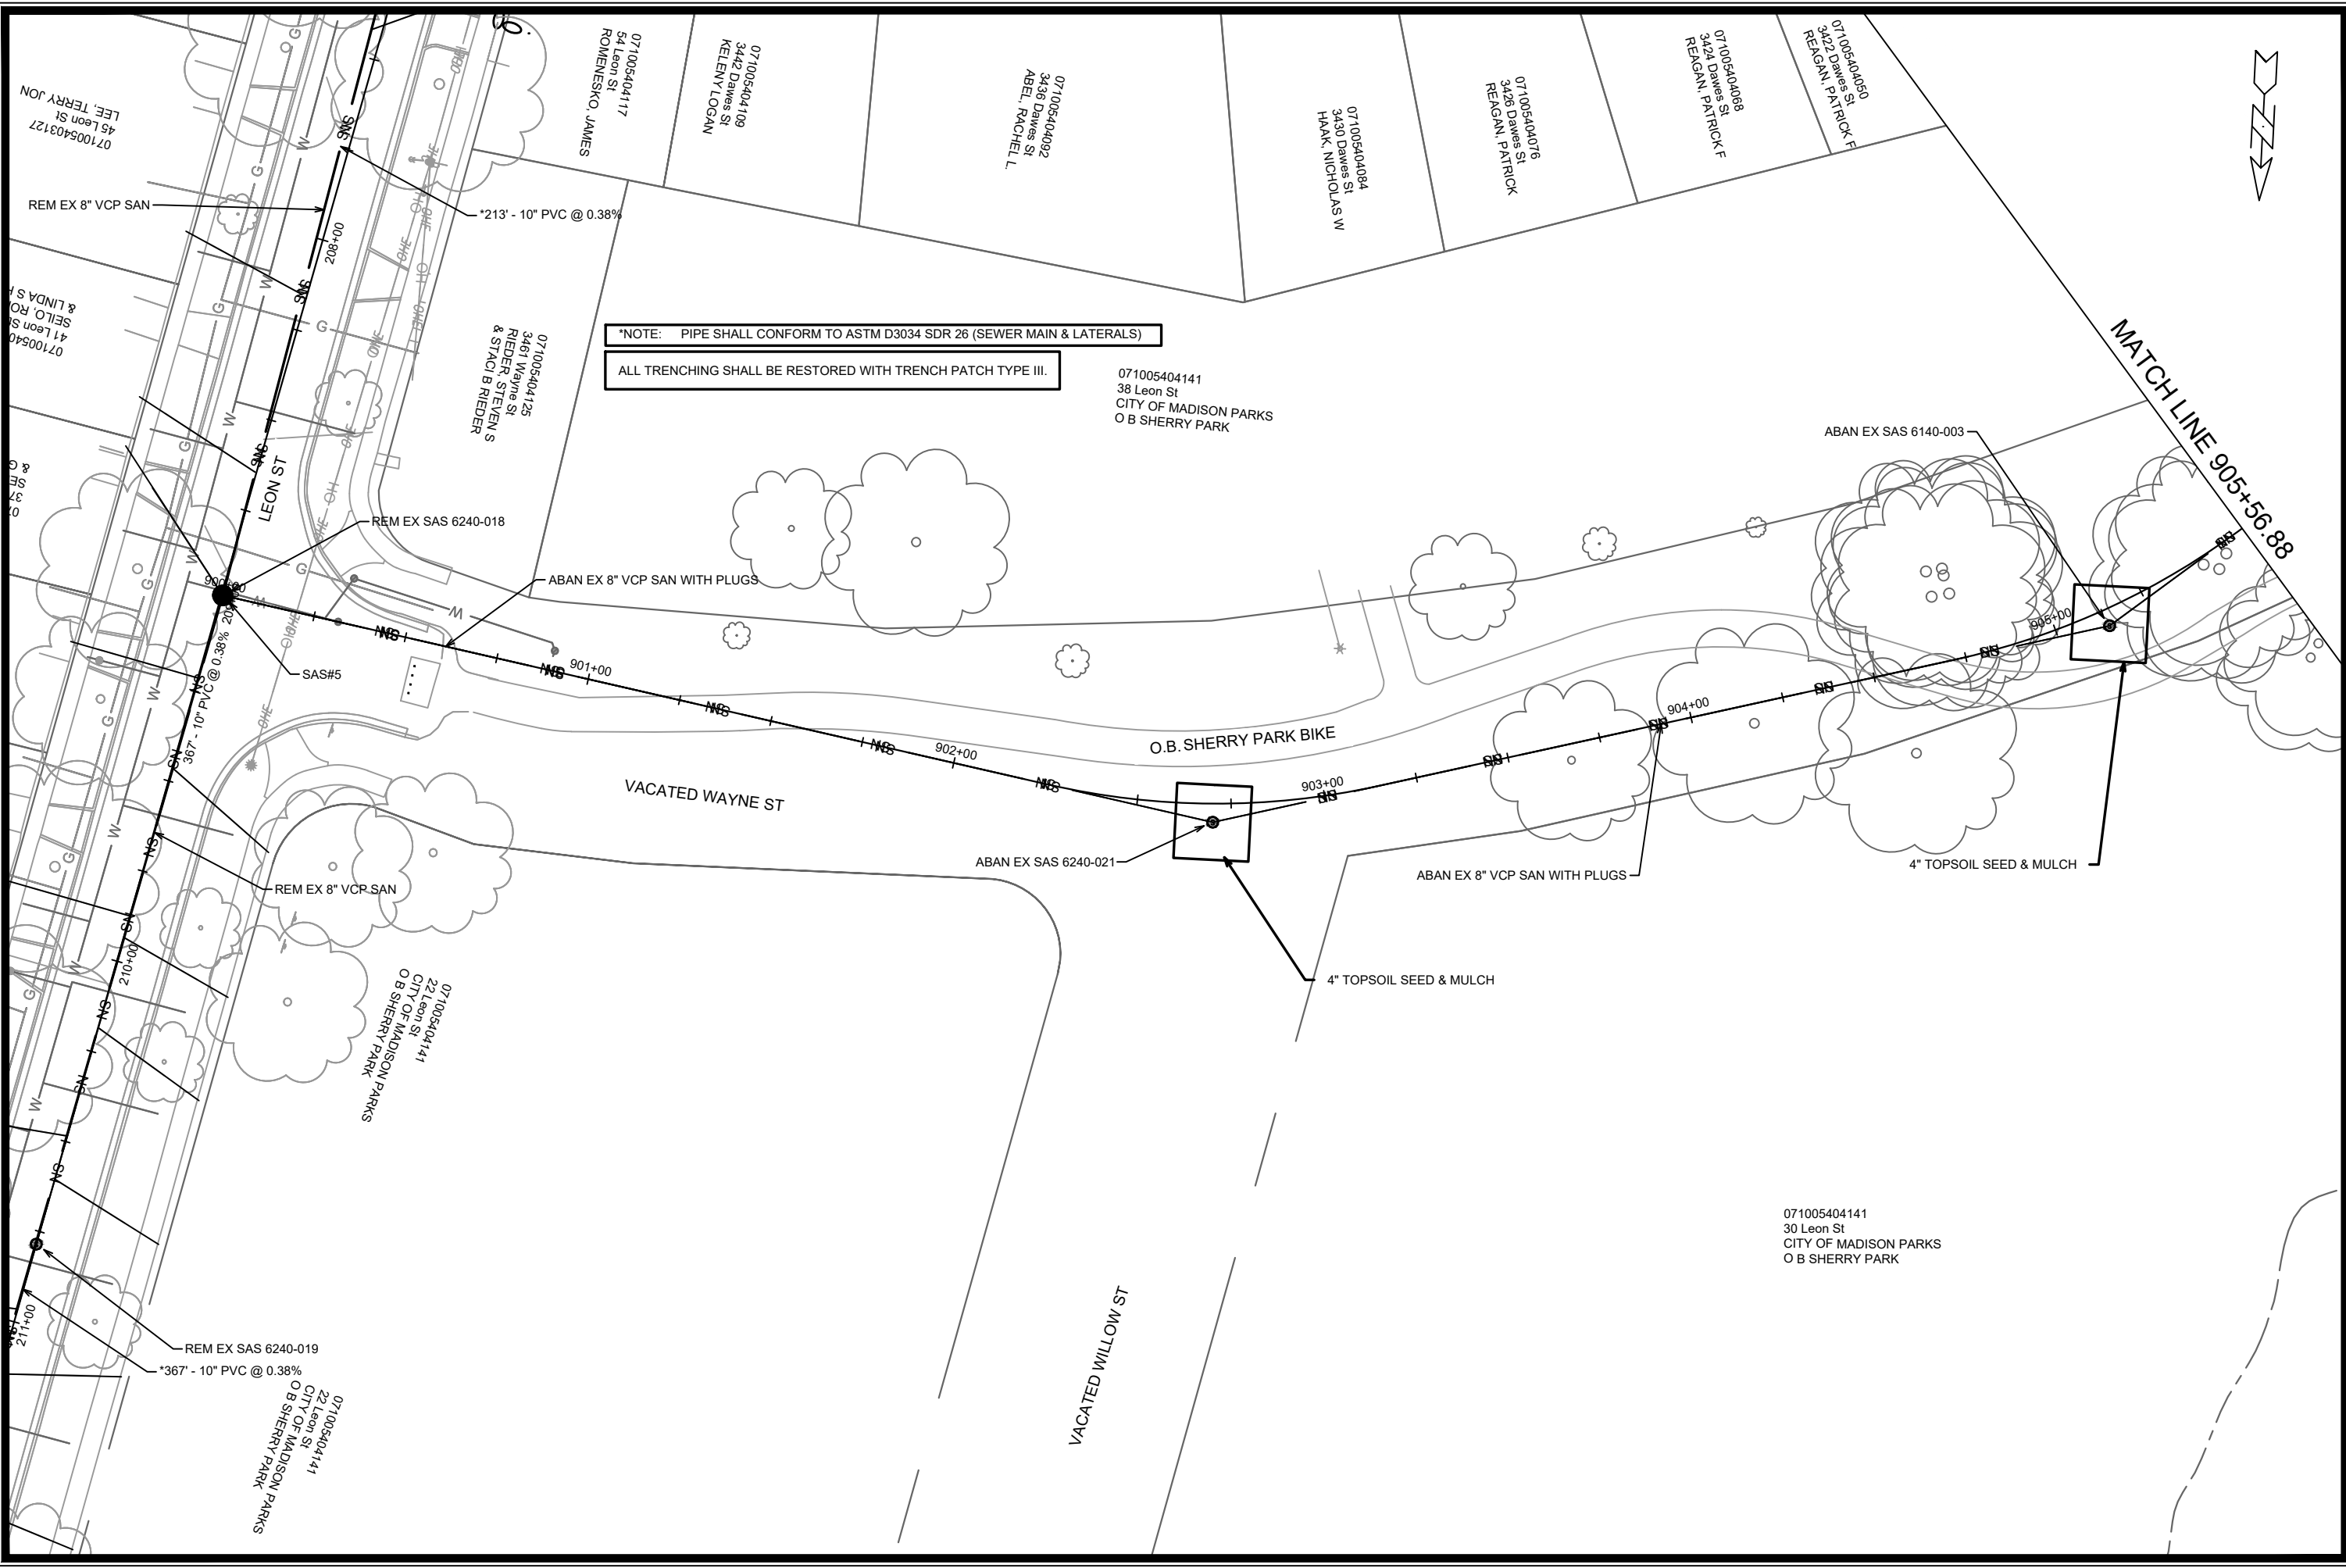 071005404117
54 Leon St
ROMENESKO, JAMES
071005404109
3442 Dawes St
KELENY LOGAN
071005404092
3436 Dawes St
ABEL, RACHEL L
071005404084
3430 Dawes St
HAAK, NICHOLAS W
071005404076
3426 Dawes St
REAGAN, PATRICK
071005404068
3424 Dawes St
REAGAN, PATRICK F
071005404050
3422 Dawes St
REAGAN, PATRICK F
071005403127
45 Leon St
LEE, TERRY JON
REM EX 8" VCP SAN
*213' - 10" PVC @ 0.38%
208+00
41 Leon St
SEILO, RO
& LINDA S
071005404125
3461 Wayne St
RIEDER, STEVEN S
& STACI B RIEDER
*NOTE: PIPE SHALL CONFORM TO ASTM D3034 SDR 26 (SEWER MAIN & LATERALS)
ALL TRENCHING SHALL BE RESTORED WITH TRENCH PATCH TYPE III.
071005404141
38 Leon St
CITY OF MADISON PARKS
O B SHERRY PARK
MATCH LINE 905+56.88
ABAN EX SAS 6140-003
LEON ST
REM EX SAS 6240-018
ABAN EX 8" VCP SAN WITH PLUGS
900+00
SAS#5
367' - 10" PVC @ 0.38%
901+00
902+00
903+00
904+00
905+00
O.B. SHERRY PARK BIKE
VACATED WAYNE ST
ABAN EX SAS 6240-021
ABAN EX 8" VCP SAN WITH PLUGS
4" TOPSOIL SEED & MULCH
4" TOPSOIL SEED & MULCH
REM EX 8" VCP SAN
210+00
071005404141
22 Leon St
CITY OF MADISON PARKS
O B SHERRY PARK
071005404141
30 Leon St
CITY OF MADISON PARKS
O B SHERRY PARK
VACATED WILLOW ST
211+00
REM EX SAS 6240-019
*367' - 10" PVC @ 0.38%
071005404141
22 Leon St
CITY OF MADISON PARKS
O B SHERRY PARK